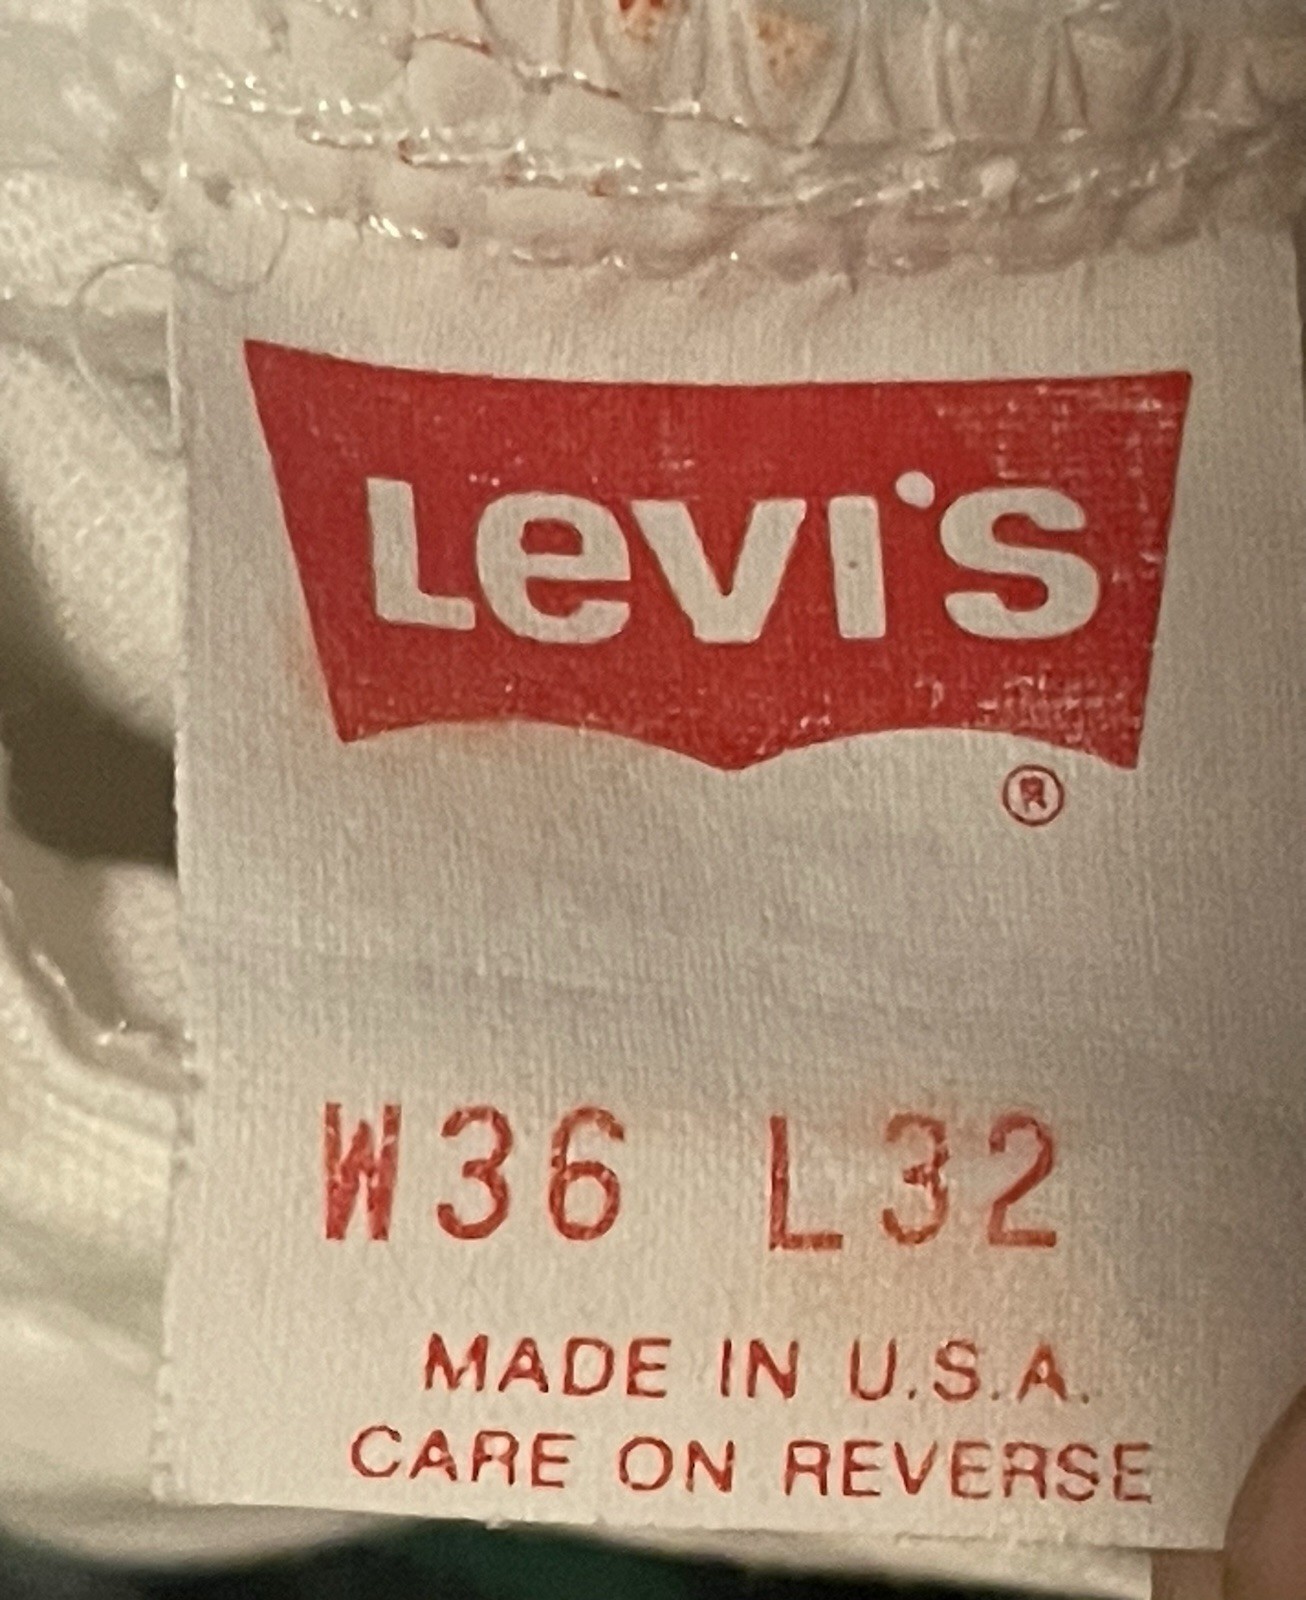 Levi's
®
W36 L32
MADE IN U.S.A.
CARE ON REVERSE